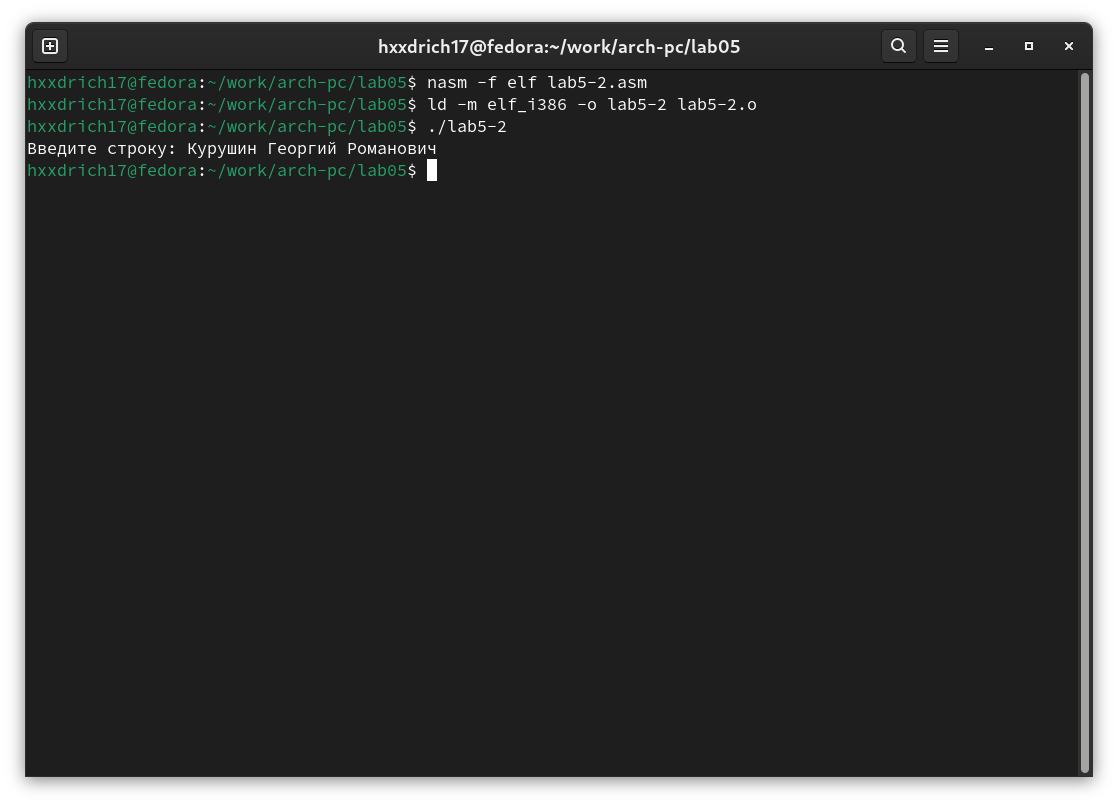 hxxdrich17@fedora:~/work/arch-pc/lab05
hxxdrich17@fedora:~/work/arch-pc/lab05$ nasm -f elf lab5-2.asm
hxxdrich17@fedora:~/work/arch-pc/lab05$ ld -m elf_i386 -o lab5-2 lab5-2.o
hxxdrich17@fedora:~/work/arch-pc/lab05$ ./lab5-2
Введите строку: Курушин Георгий Романович
hxxdrich17@fedora:~/work/arch-pc/lab05$